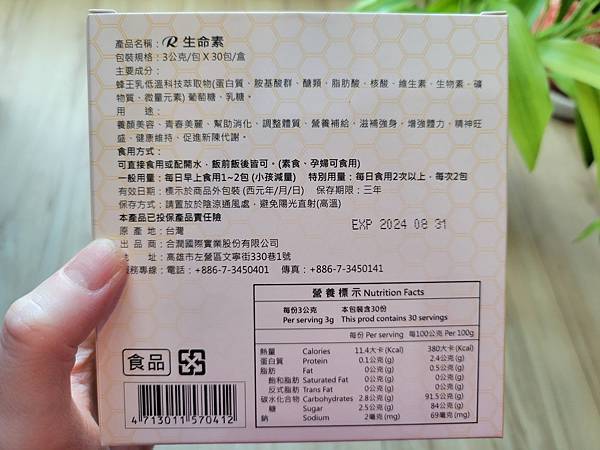 產品名稱：R 生命素
包裝規格：3公克/包 X 30包/盒
主要成分：
蜂王乳低溫科技萃取物(蛋白質、胺基酸群、醣類、脂肪酸、核酸、維生素、生物素、礦
物質、微量元素) 葡萄糖、乳糖。
用　　途：
養顏美容、青春美麗、幫助消化、調整體質、營養補給、滋補強身、增強體力、精神旺
盛、健康維持、促進新陳代謝。
食用方式：
可直接食用或配開水，飯前飯後皆可。(素食、孕婦可食用)
一般用量：每日早上食用1~2包 (小孩減量)　特別用量：每日食用2次以上，每次2包
有效日期：標示於商品外包裝 (西元年/月/日)　保存期限：三年
保存方式：請置放於陰涼通風處，避免陽光直射(高溫)
本產品已投保產品責任險
EXP 2024 08 31
原 產 地：台灣
出 品 商：合潤國際實業股份有限公司
地　　址：高雄市左營區文寧街330巷1號
服務專線：電話：+886-7-3450401　傳真：+886-7-3450141
營 養 標 示 Nutrition Facts
每份3公克　本包裝含30份
Per serving 3g　This prod contains 30 servings
每份 Per serving　每100公克 Per 100g
熱量 Calories 11.4大卡(Kcal) 380大卡(Kcal)
蛋白質 Protein 0.1公克(g) 2.4公克(g)
脂肪 Fat 0公克(g) 0.5公克(g)
飽和脂肪 Saturated Fat 0公克(g) 0公克(g)
反式脂肪 Trans Fat 0公克(g) 0公克(g)
碳水化合物 Carbohydrates 2.8公克(g) 91.5公克(g)
糖 Sugar 2.5公克(g) 84公克(g)
鈉 Sodium 2毫克(mg) 69毫克(mg)
食品
4 713011 570412